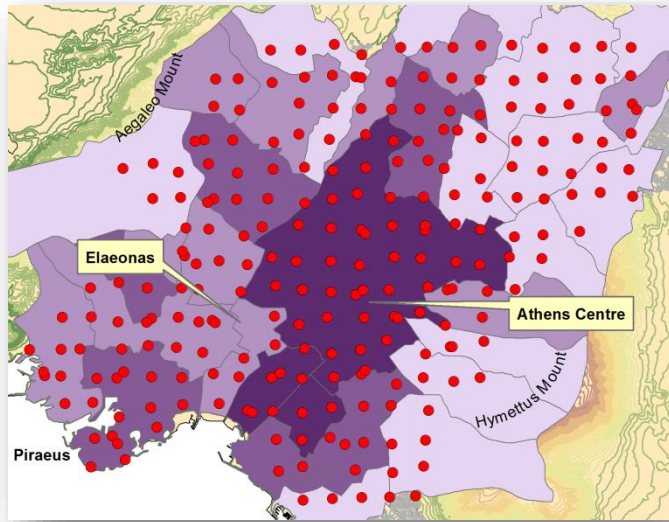 Aegaleo Mount
Elaeonas
Athens Centre
Hymettus Mount
Piraeus